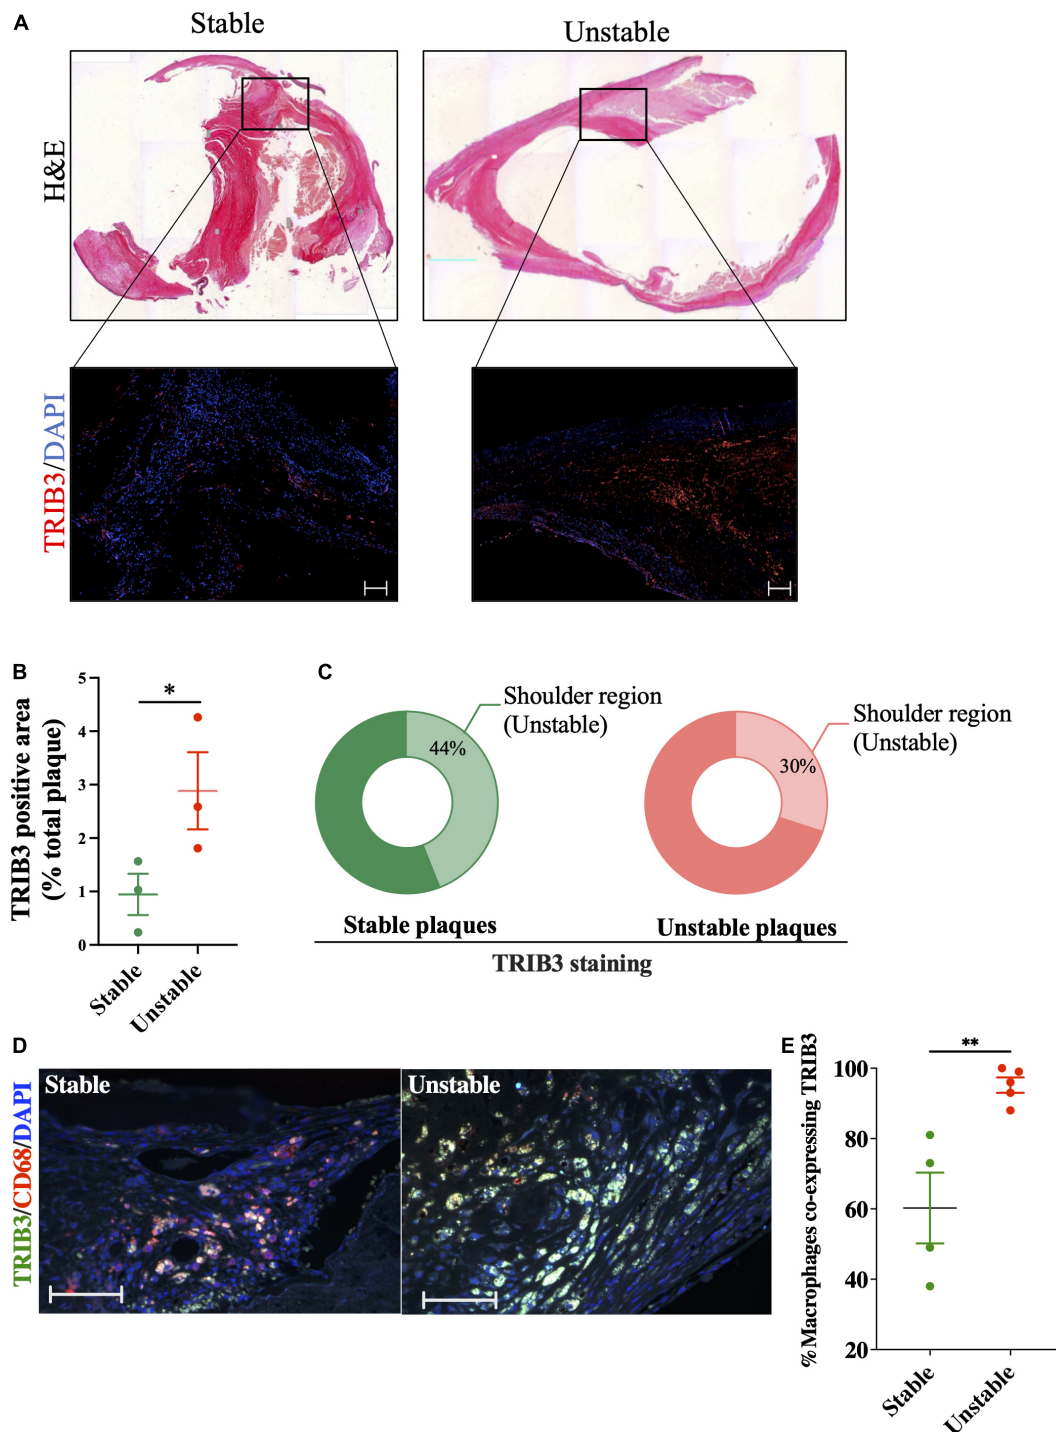 A
Stable
Unstable
H&E
TRIB3/DAPI
B
TRIB3 positive area
(% total plaque)
5
4
3
2
1
0
*
Stable
Unstable
C
Shoulder region
(Unstable)
44%
Stable plaques
Shoulder region
(Unstable)
30%
Unstable plaques
TRIB3 staining
D
TRIB3/CD68/DAPI
Stable
Unstable
E
%Macrophages co-expressing TRIB3
100
80
60
40
20
**
Stable
Unstable